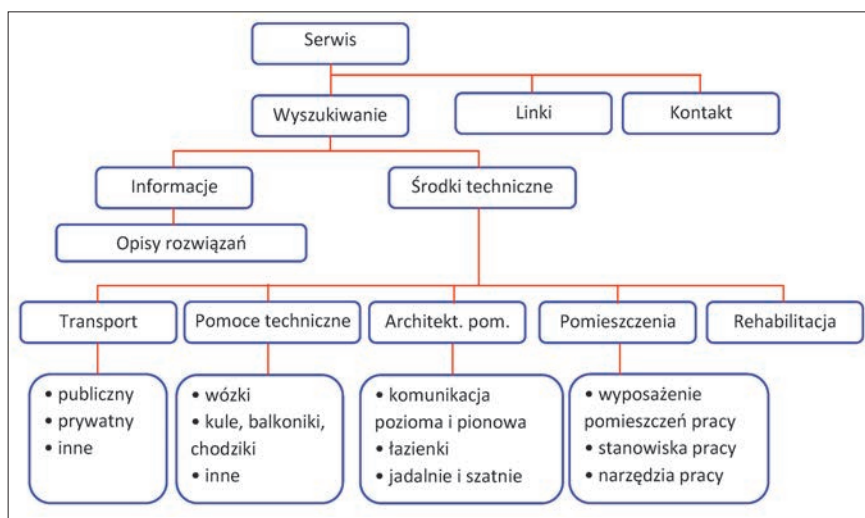 Serwis
Wyszukiwanie
Linki
Kontakt
Informacje
Środki techniczne
Opisy rozwiązań
Transport
Pomoce techniczne
Architekt. pom.
Pomieszczenia
Rehabilitacja
• publiczny
• prywatny
• inne
• wózki
• kule, balkoniki,
chodziki
• inne
• komunikacja
pozioma i pionowa
• łazienki
• jadalnie i szatnie
• wyposażenie
pomieszczeń pracy
• stanowiska pracy
• narzędzia pracy